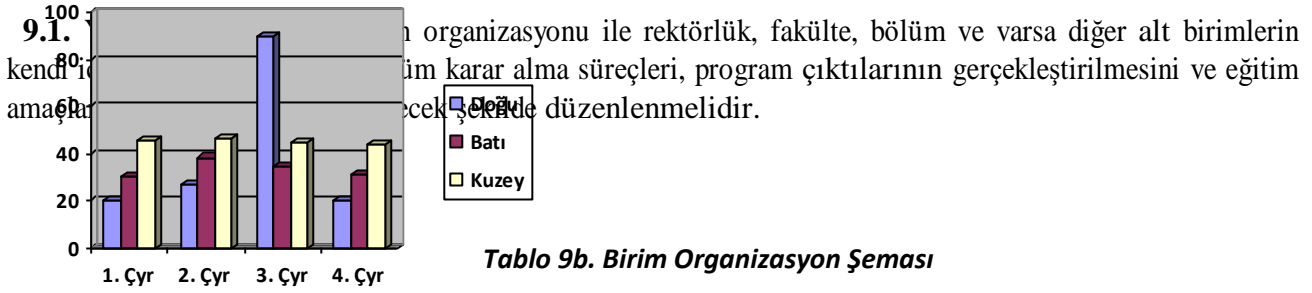 100
9.1. organizasyonu ile rektörlük, fakülte, bölüm ve varsa diğer alt birimlerin
80
kendi karar alma süreçleri, program çıktılarının gerçekleştirilmesini ve eğitim
60
şekilde düzenlenmelidir.
Doğu
40
Batı
20
Kuzey
0
1. Çyr 2. Çyr 3. Çyr 4. Çyr
Tablo 9b. Birim Organizasyon Şeması